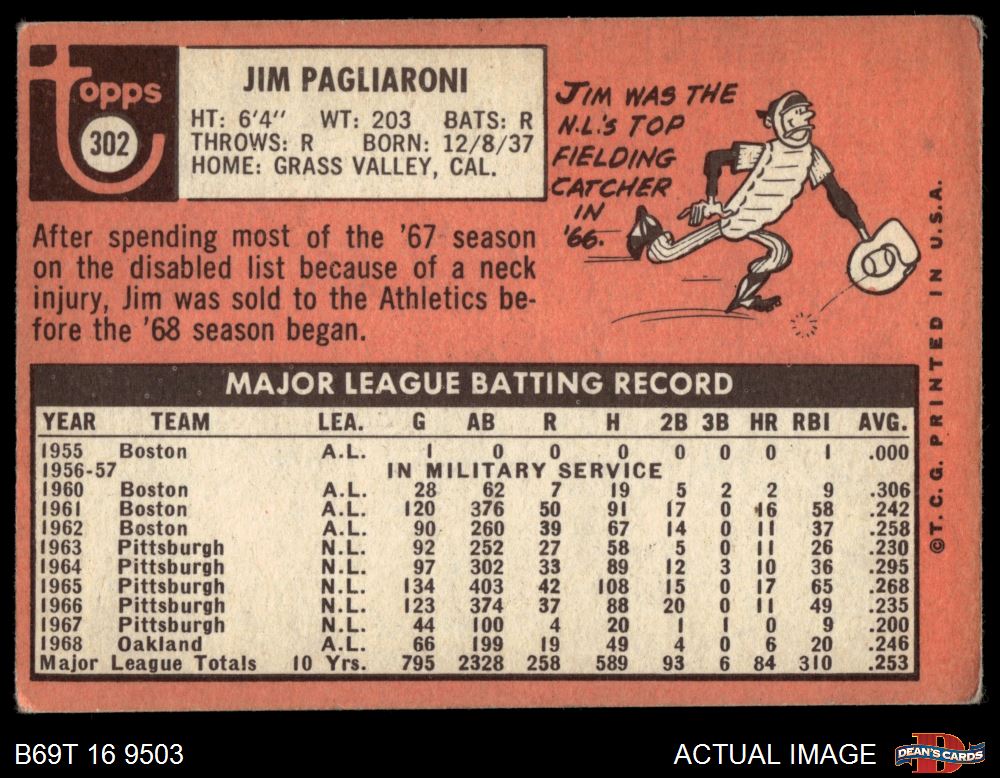 Topps
302
JIM PAGLIARONI
HT: 6'4" WT: 203 BATS: R
THROWS: R BORN: 12/8/37
HOME: GRASS VALLEY, CAL.
JIM WAS THE
N.L.'S TOP
FIELDING
CATCHER
IN
'66.
After spending most of the '67 season
on the disabled list because of a neck
injury, Jim was sold to the Athletics be-
fore the '68 season began.
MAJOR LEAGUE BATTING RECORD
YEAR TEAM LEA. G AB R H 2B 3B HR RBI AVG.
1955 Boston A.L. 1 0 0 0 0 0 0 1 .000
1956-57 IN MILITARY SERVICE
1960 Boston A.L. 28 62 7 19 5 2 2 9 .306
1961 Boston A.L. 120 376 50 91 17 0 16 58 .242
1962 Boston A.L. 90 260 39 67 14 0 11 37 .258
1963 Pittsburgh N.L. 92 252 27 58 5 0 11 26 .230
1964 Pittsburgh N.L. 97 302 33 89 12 3 10 36 .295
1965 Pittsburgh N.L. 134 403 42 108 15 0 17 65 .268
1966 Pittsburgh N.L. 123 374 37 88 20 0 11 49 .235
1967 Pittsburgh N.L. 44 100 4 20 1 1 0 9 .200
1968 Oakland A.L. 66 199 19 49 4 0 6 20 .246
Major League Totals 10 Yrs. 795 2328 258 589 93 6 84 310 .253
©T.C.G. PRINTED IN U.S.A.
B69T 16 9503
ACTUAL IMAGE
D
DEAN'S CARDS